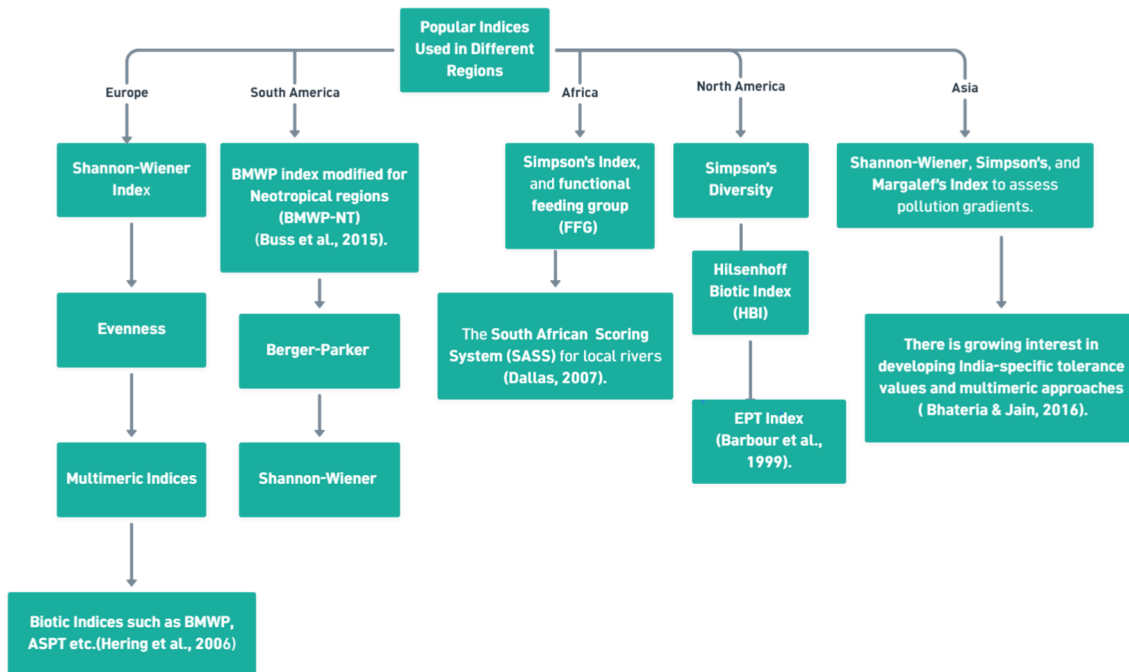 Popular Indices
Used in Different
Regions
Europe
South America
Africa
North America
Asia
Shannon-Wiener
Index
Evenness
Multimeric Indices
Biotic Indices such as BMWP,
ASPT etc.(Hering et al., 2006)
BMWP index modified for
Neotropical regions
(BMWP-NT)
(Buss et al., 2015).
Berger-Parker
Shannon-Wiener
Simpson's Index,
and functional
feeding group
(FFG)
The South African Scoring
System (SASS) for local rivers
(Dallas, 2007).
Simpson's
Diversity
Hilsenhoff
Biotic Index
(HBI)
EPT Index
(Barbour et al.,
1999).
Shannon-Wiener, Simpson's, and
Margalef's Index to assess
pollution gradients.
There is growing interest in
developing India-specific tolerance
values and multimeric approaches
( Bhateria & Jain, 2016).